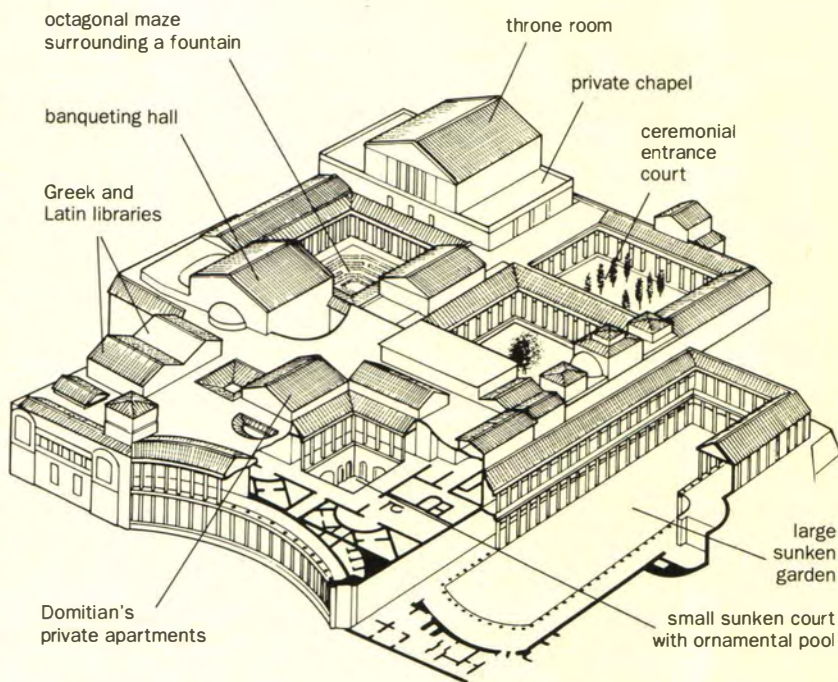 octagonal maze
surrounding a fountain
throne room
private chapel
banqueting hall
ceremonial
entrance
court
Greek and
Latin libraries
large
sunken
garden
Domitian's
private apartments
small sunken court
with ornamental pool